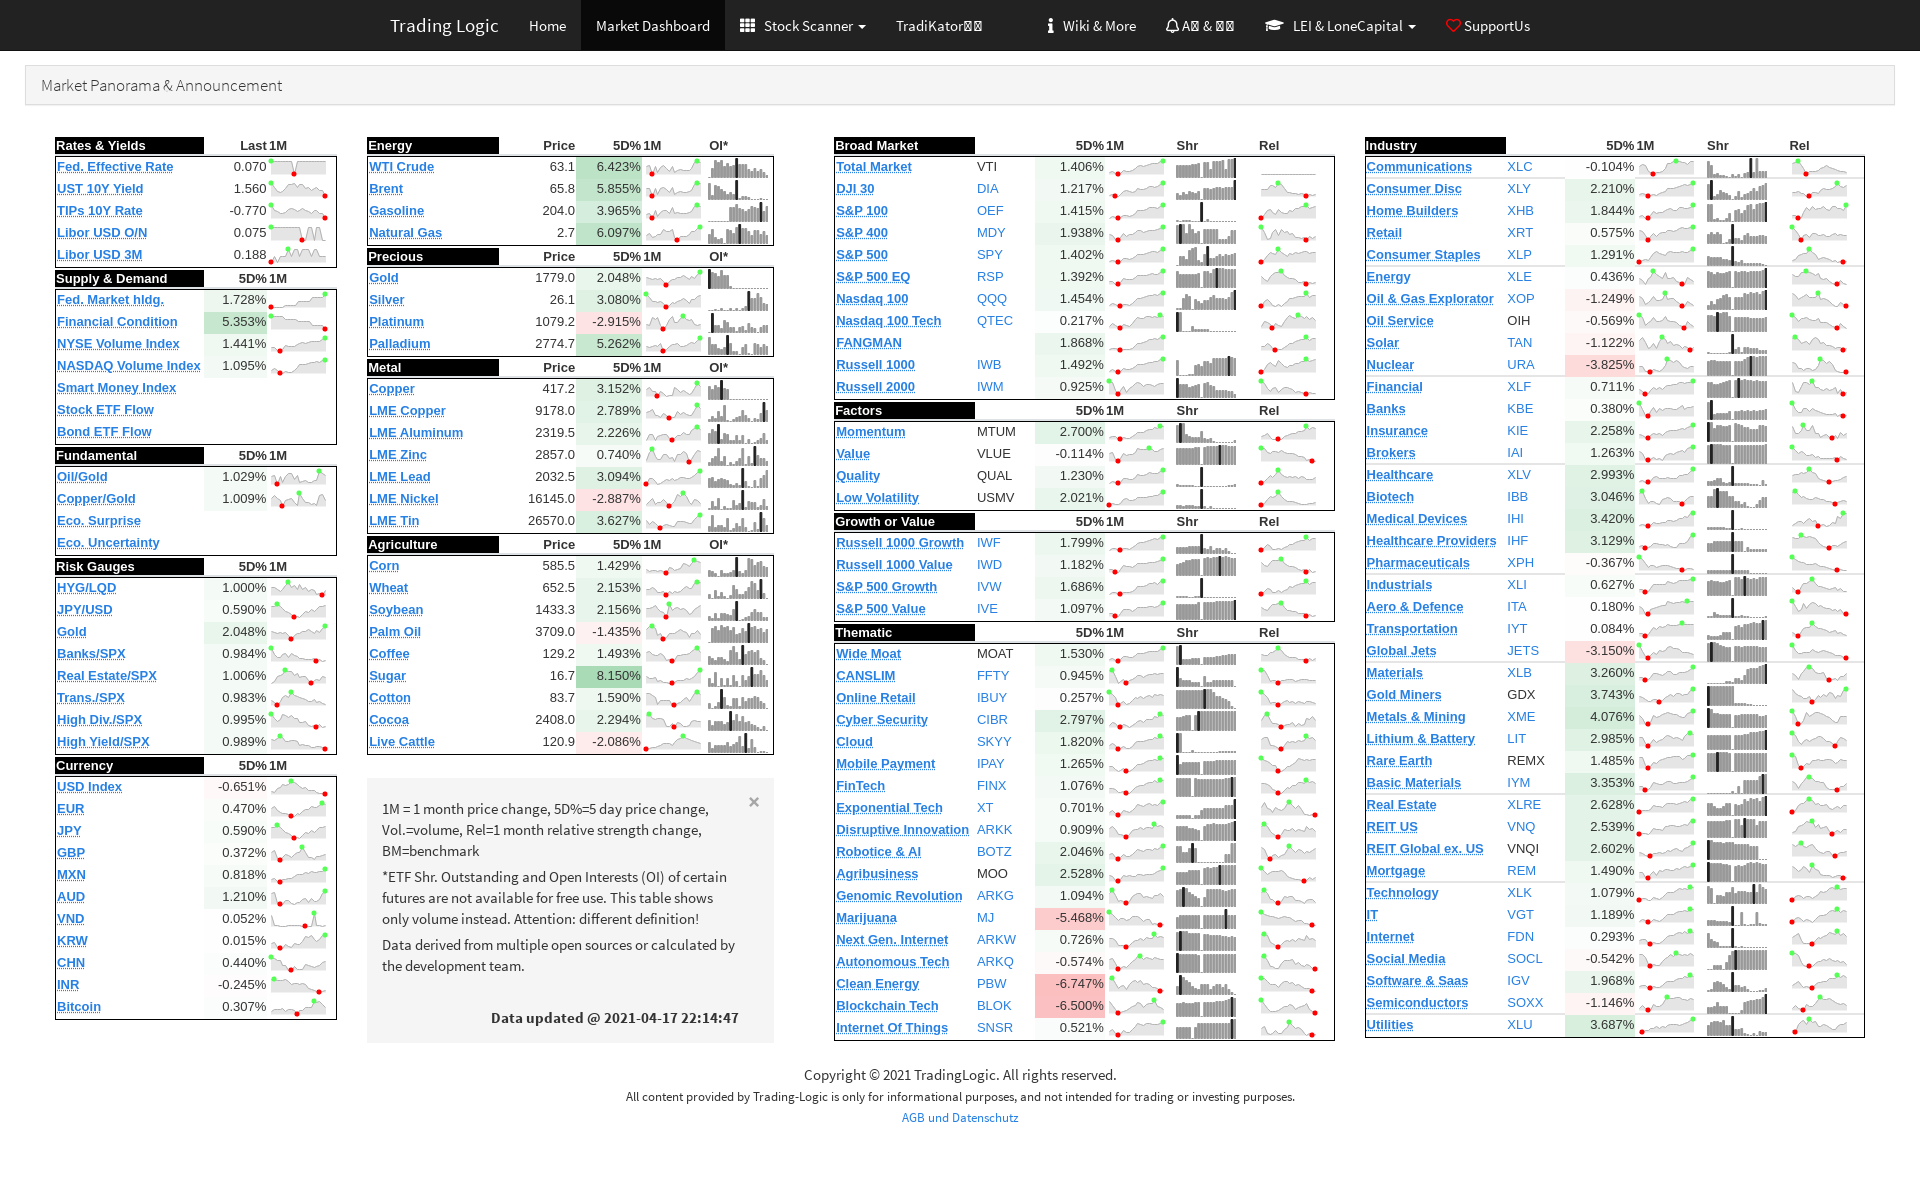 Trading Logic Home Market Dashboard Stock Scanner TradiKator Wiki & More A & LEI & LoneCapital SupportUs
Market Panorama & Announcement
Rates & Yields Last 1M
Fed. Effective Rate 0.070
UST 10Y Yield 1.560
TIPs 10Y Rate -0.770
Libor USD O/N 0.075
Libor USD 3M 0.188
Supply & Demand 5D% 1M
Fed. Market hldg. 1.728%
Financial Condition 5.353%
NYSE Volume Index 1.441%
NASDAQ Volume Index 1.095%
Smart Money Index
Stock ETF Flow
Bond ETF Flow
Fundamental 5D% 1M
Oil/Gold 1.029%
Copper/Gold 1.009%
Eco. Surprise
Eco. Uncertainty
Risk Gauges 5D% 1M
HYG/LQD 1.000%
JPY/USD 0.590%
Gold 2.048%
Banks/SPX 0.984%
Real Estate/SPX 1.006%
Trans./SPX 0.983%
High Div./SPX 0.995%
High Yield/SPX 0.989%
Currency 5D% 1M
USD Index -0.651%
EUR 0.470%
JPY 0.590%
GBP 0.372%
MXN 0.818%
AUD 1.210%
VND 0.052%
KRW 0.015%
CHN 0.440%
INR -0.245%
Bitcoin 0.307%
Energy Price 5D% 1M OI*
WTI Crude 63.1 6.423%
Brent 65.8 5.855%
Gasoline 204.0 3.965%
Natural Gas 2.7 6.097%
Precious Price 5D% 1M OI*
Gold 1779.0 2.048%
Silver 26.1 3.080%
Platinum 1079.2 -2.915%
Palladium 2774.7 5.262%
Metal Price 5D% 1M OI*
Copper 417.2 3.152%
LME Copper 9178.0 2.789%
LME Aluminum 2319.5 2.226%
LME Zinc 2857.0 0.740%
LME Lead 2032.5 3.094%
LME Nickel 16145.0 -2.887%
LME Tin 26570.0 3.627%
Agriculture Price 5D% 1M OI*
Corn 585.5 1.429%
Wheat 652.5 2.153%
Soybean 1433.3 2.156%
Palm Oil 3709.0 -1.435%
Coffee 129.2 1.493%
Sugar 16.7 8.150%
Cotton 83.7 1.590%
Cocoa 2408.0 2.294%
Live Cattle 120.9 -2.086%
×
1M = 1 month price change, 5D%=5 day price change,
Vol.=volume, Rel=1 month relative strength change,
BM=benchmark
*ETF Shr. Outstanding and Open Interests (OI) of certain
futures are not available for free use. This table shows
only volume instead. Attention: different definition!
Data derived from multiple open sources or calculated by
the development team.
Data updated @ 2021-04-17 22:14:47
Broad Market 5D% 1M Shr Rel
Total Market VTI 1.406%
DJI 30 DIA 1.217%
S&P 100 OEF 1.415%
S&P 400 MDY 1.938%
S&P 500 SPY 1.402%
S&P 500 EQ RSP 1.392%
Nasdaq 100 QQQ 1.454%
Nasdaq 100 Tech QTEC 0.217%
FANGMAN 1.868%
Russell 1000 IWB 1.492%
Russell 2000 IWM 0.925%
Factors 5D% 1M Shr Rel
Momentum MTUM 2.700%
Value VLUE -0.114%
Quality QUAL 1.230%
Low Volatility USMV 2.021%
Growth or Value 5D% 1M Shr Rel
Russell 1000 Growth IWF 1.799%
Russell 1000 Value IWD 1.182%
S&P 500 Growth IVW 1.686%
S&P 500 Value IVE 1.097%
Thematic 5D% 1M Shr Rel
Wide Moat MOAT 1.530%
CANSLIM FFTY 0.945%
Online Retail IBUY 0.257%
Cyber Security CIBR 2.797%
Cloud SKYY 1.820%
Mobile Payment IPAY 1.265%
FinTech FINX 1.076%
Exponential Tech XT 0.701%
Disruptive Innovation ARKK 0.909%
Robotice & AI BOTZ 2.046%
Agribusiness MOO 2.528%
Genomic Revolution ARKG 1.094%
Marijuana MJ -5.468%
Next Gen. Internet ARKW 0.726%
Autonomous Tech ARKQ -0.574%
Clean Energy PBW -6.747%
Blockchain Tech BLOK -6.500%
Internet Of Things SNSR 0.521%
Industry 5D% 1M Shr Rel
Communications XLC -0.104%
Consumer Disc XLY 2.210%
Home Builders XHB 1.844%
Retail XRT 0.575%
Consumer Staples XLP 1.291%
Energy XLE 0.436%
Oil & Gas Explorator XOP -1.249%
Oil Service OIH -0.569%
Solar TAN -1.122%
Nuclear URA -3.825%
Financial XLF 0.711%
Banks KBE 0.380%
Insurance KIE 2.258%
Brokers IAI 1.263%
Healthcare XLV 2.993%
Biotech IBB 3.046%
Medical Devices IHI 3.420%
Healthcare Providers IHF 3.129%
Pharmaceuticals XPH -0.367%
Industrials XLI 0.627%
Aero & Defence ITA 0.180%
Transportation IYT 0.084%
Global Jets JETS -3.150%
Materials XLB 3.260%
Gold Miners GDX 3.743%
Metals & Mining XME 4.076%
Lithium & Battery LIT 2.985%
Rare Earth REMX 1.485%
Basic Materials IYM 3.353%
Real Estate XLRE 2.628%
REIT US VNQ 2.539%
REIT Global ex. US VNQI 2.602%
Mortgage REM 1.490%
Technology XLK 1.079%
IT VGT 1.189%
Internet FDN 0.293%
Social Media SOCL -0.542%
Software & Saas IGV 1.968%
Semiconductors SOXX -1.146%
Utilities XLU 3.687%
Copyright © 2021 TradingLogic. All rights reserved.
All content provided by Trading-Logic is only for informational purposes, and not intended for trading or investing purposes.
AGB und Datenschutz